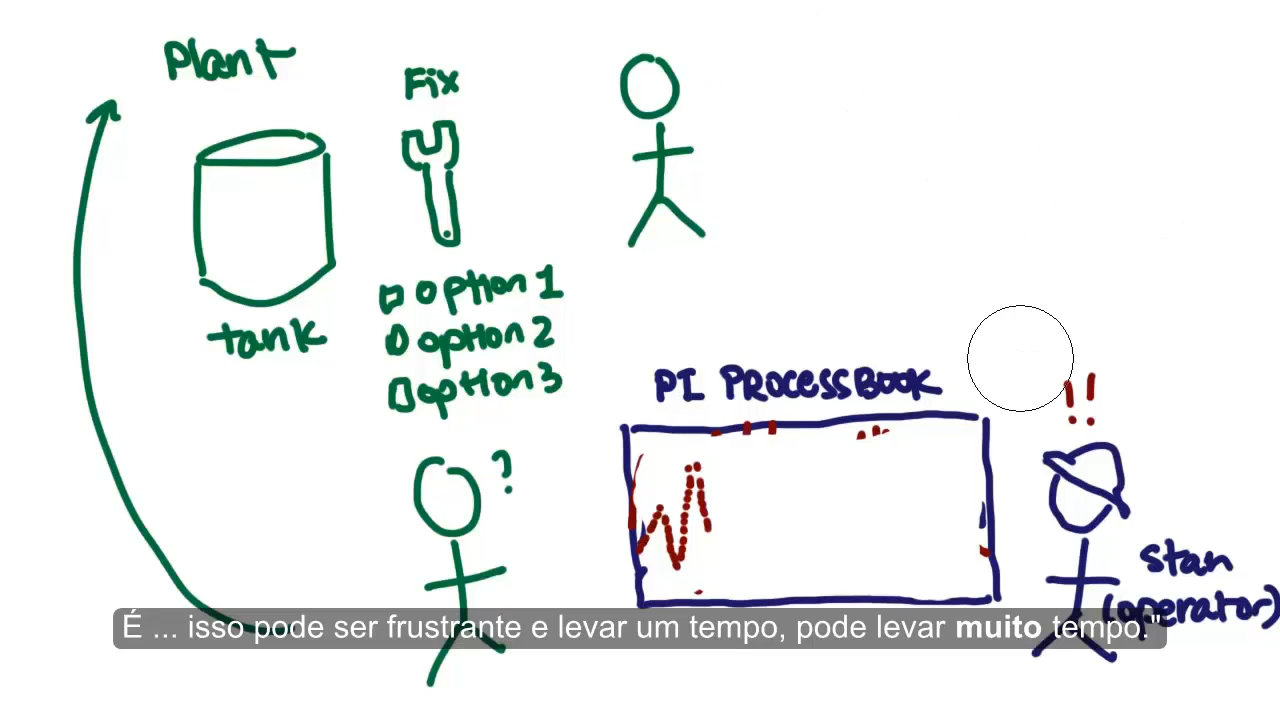 Plant
Fix
tank
option 1
option 2
option 3
?
PI PROCESSBOOK
!!
stan
(operator)
É ... isso pode ser frustrante e levar um tempo, pode levar muito tempo."